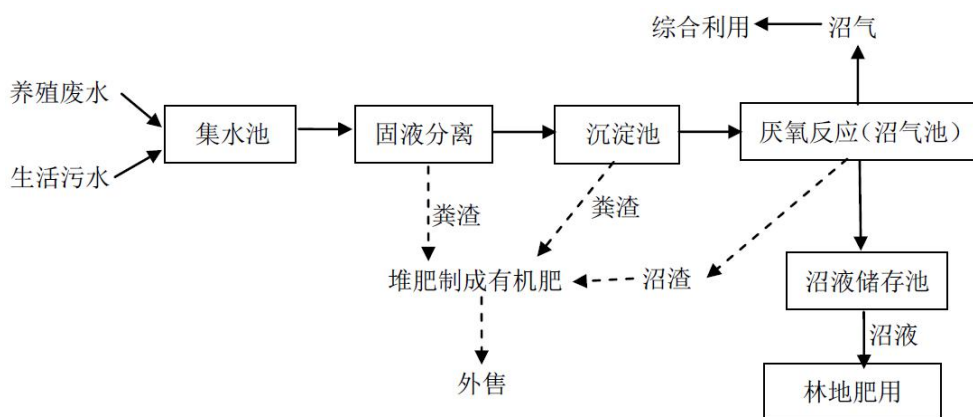 综合利用
沼气
养殖废水
生活污水
集水池
固液分离
沉淀池
厌氧反应（沼气池）
粪渣
粪渣
堆肥制成有机肥
沼渣
沼液储存池
沼液
外售
林地肥用